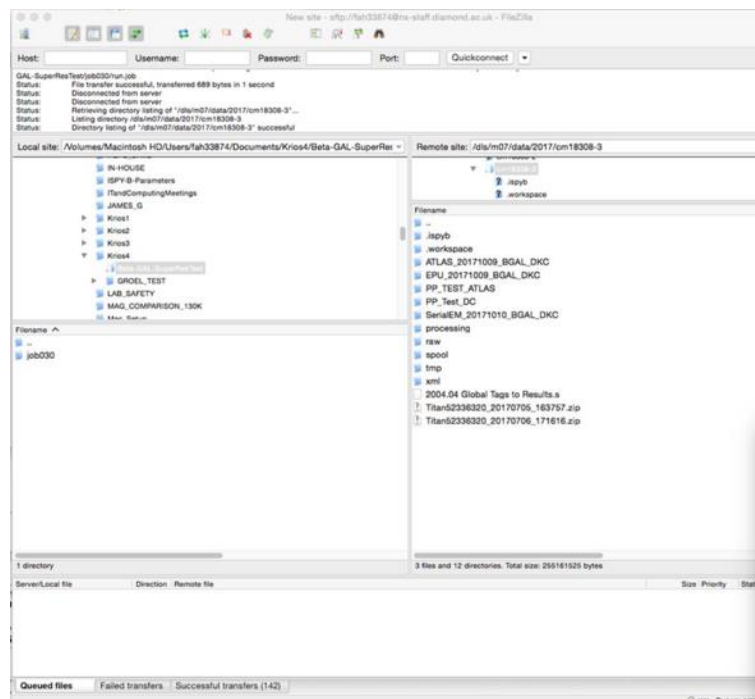 New site - sftp://fah33874@nx-staff.diamond.ac.uk - FileZilla
Host: Username: Password: Port: Quickconnect
GAL-SuperResTest/job030/run.job
Status: File transfer successful, transferred 689 bytes in 1 second
Status: Disconnected from server
Status: Disconnected from server
Status: Retrieving directory listing of "/dls/m07/data/2017/cm18308-3"...
Status: Listing directory /dls/m07/data/2017/cm18308-3
Status: Directory listing of "/dls/m07/data/2017/cm18308-3" successful
Local site: /Volumes/Macintosh HD/Users/fah33874/Documents/Krios4/Beta-GAL-SuperRes
IN-HOUSE
ISPY-B-Parameters
ITandComputingMeetings
JAMES_G
Krios1
Krios2
Krios3
Krios4
Beta-GAL-SuperResTest
GROEL_TEST
LAB_SAFETY
MAG_COMPARISON_130K
Filename
..
job030
1 directory
Remote site: /dls/m07/data/2017/cm18308-3
cm18308-3
.ispyb
.workspace
Filename
..
.ispyb
.workspace
ATLAS_20171009_BGAL_DKC
EPU_20171009_BGAL_DKC
PP_TEST_ATLAS
PP_Test_DC
SerialEM_20171010_BGAL_DKC
processing
raw
spool
tmp
xml
2004.04 Global Tags to Results.s
Titan52336320_20170705_163757.zip
Titan52336320_20170706_171616.zip
3 files and 12 directories. Total size: 255161525 bytes
Server/Local file Direction Remote file Size Priority Stat
Queued files Failed transfers Successful transfers (142)